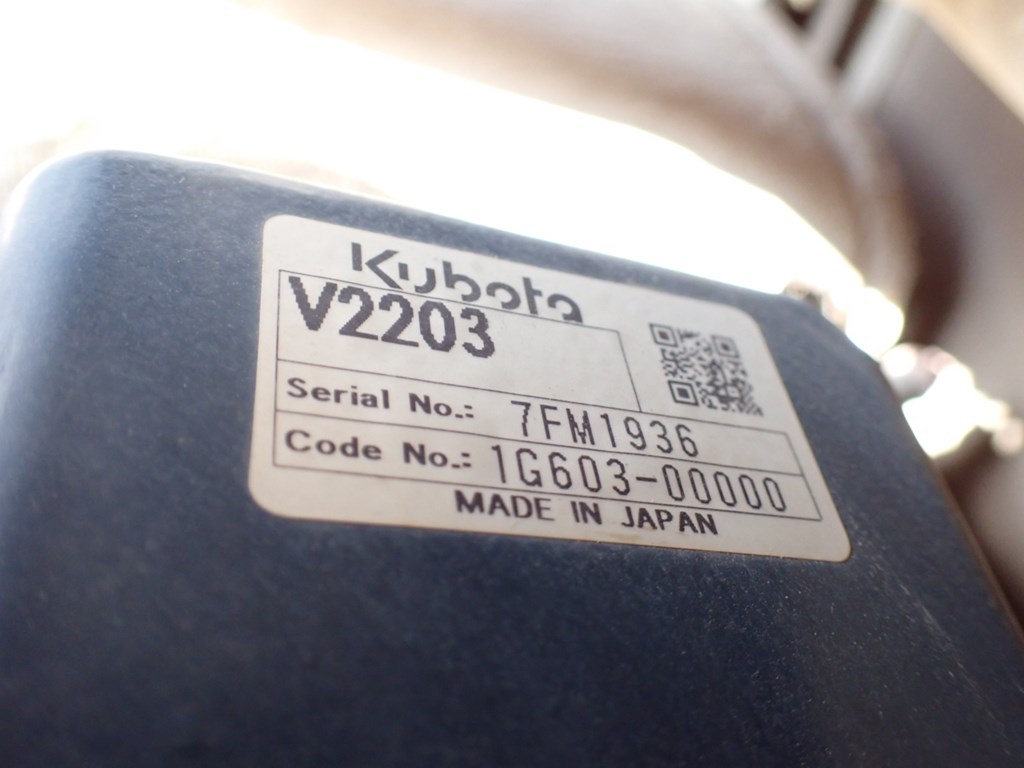 Kubota
V2203
Serial No.: 7FM1936
Code No.: 1G603-00000
MADE IN JAPAN